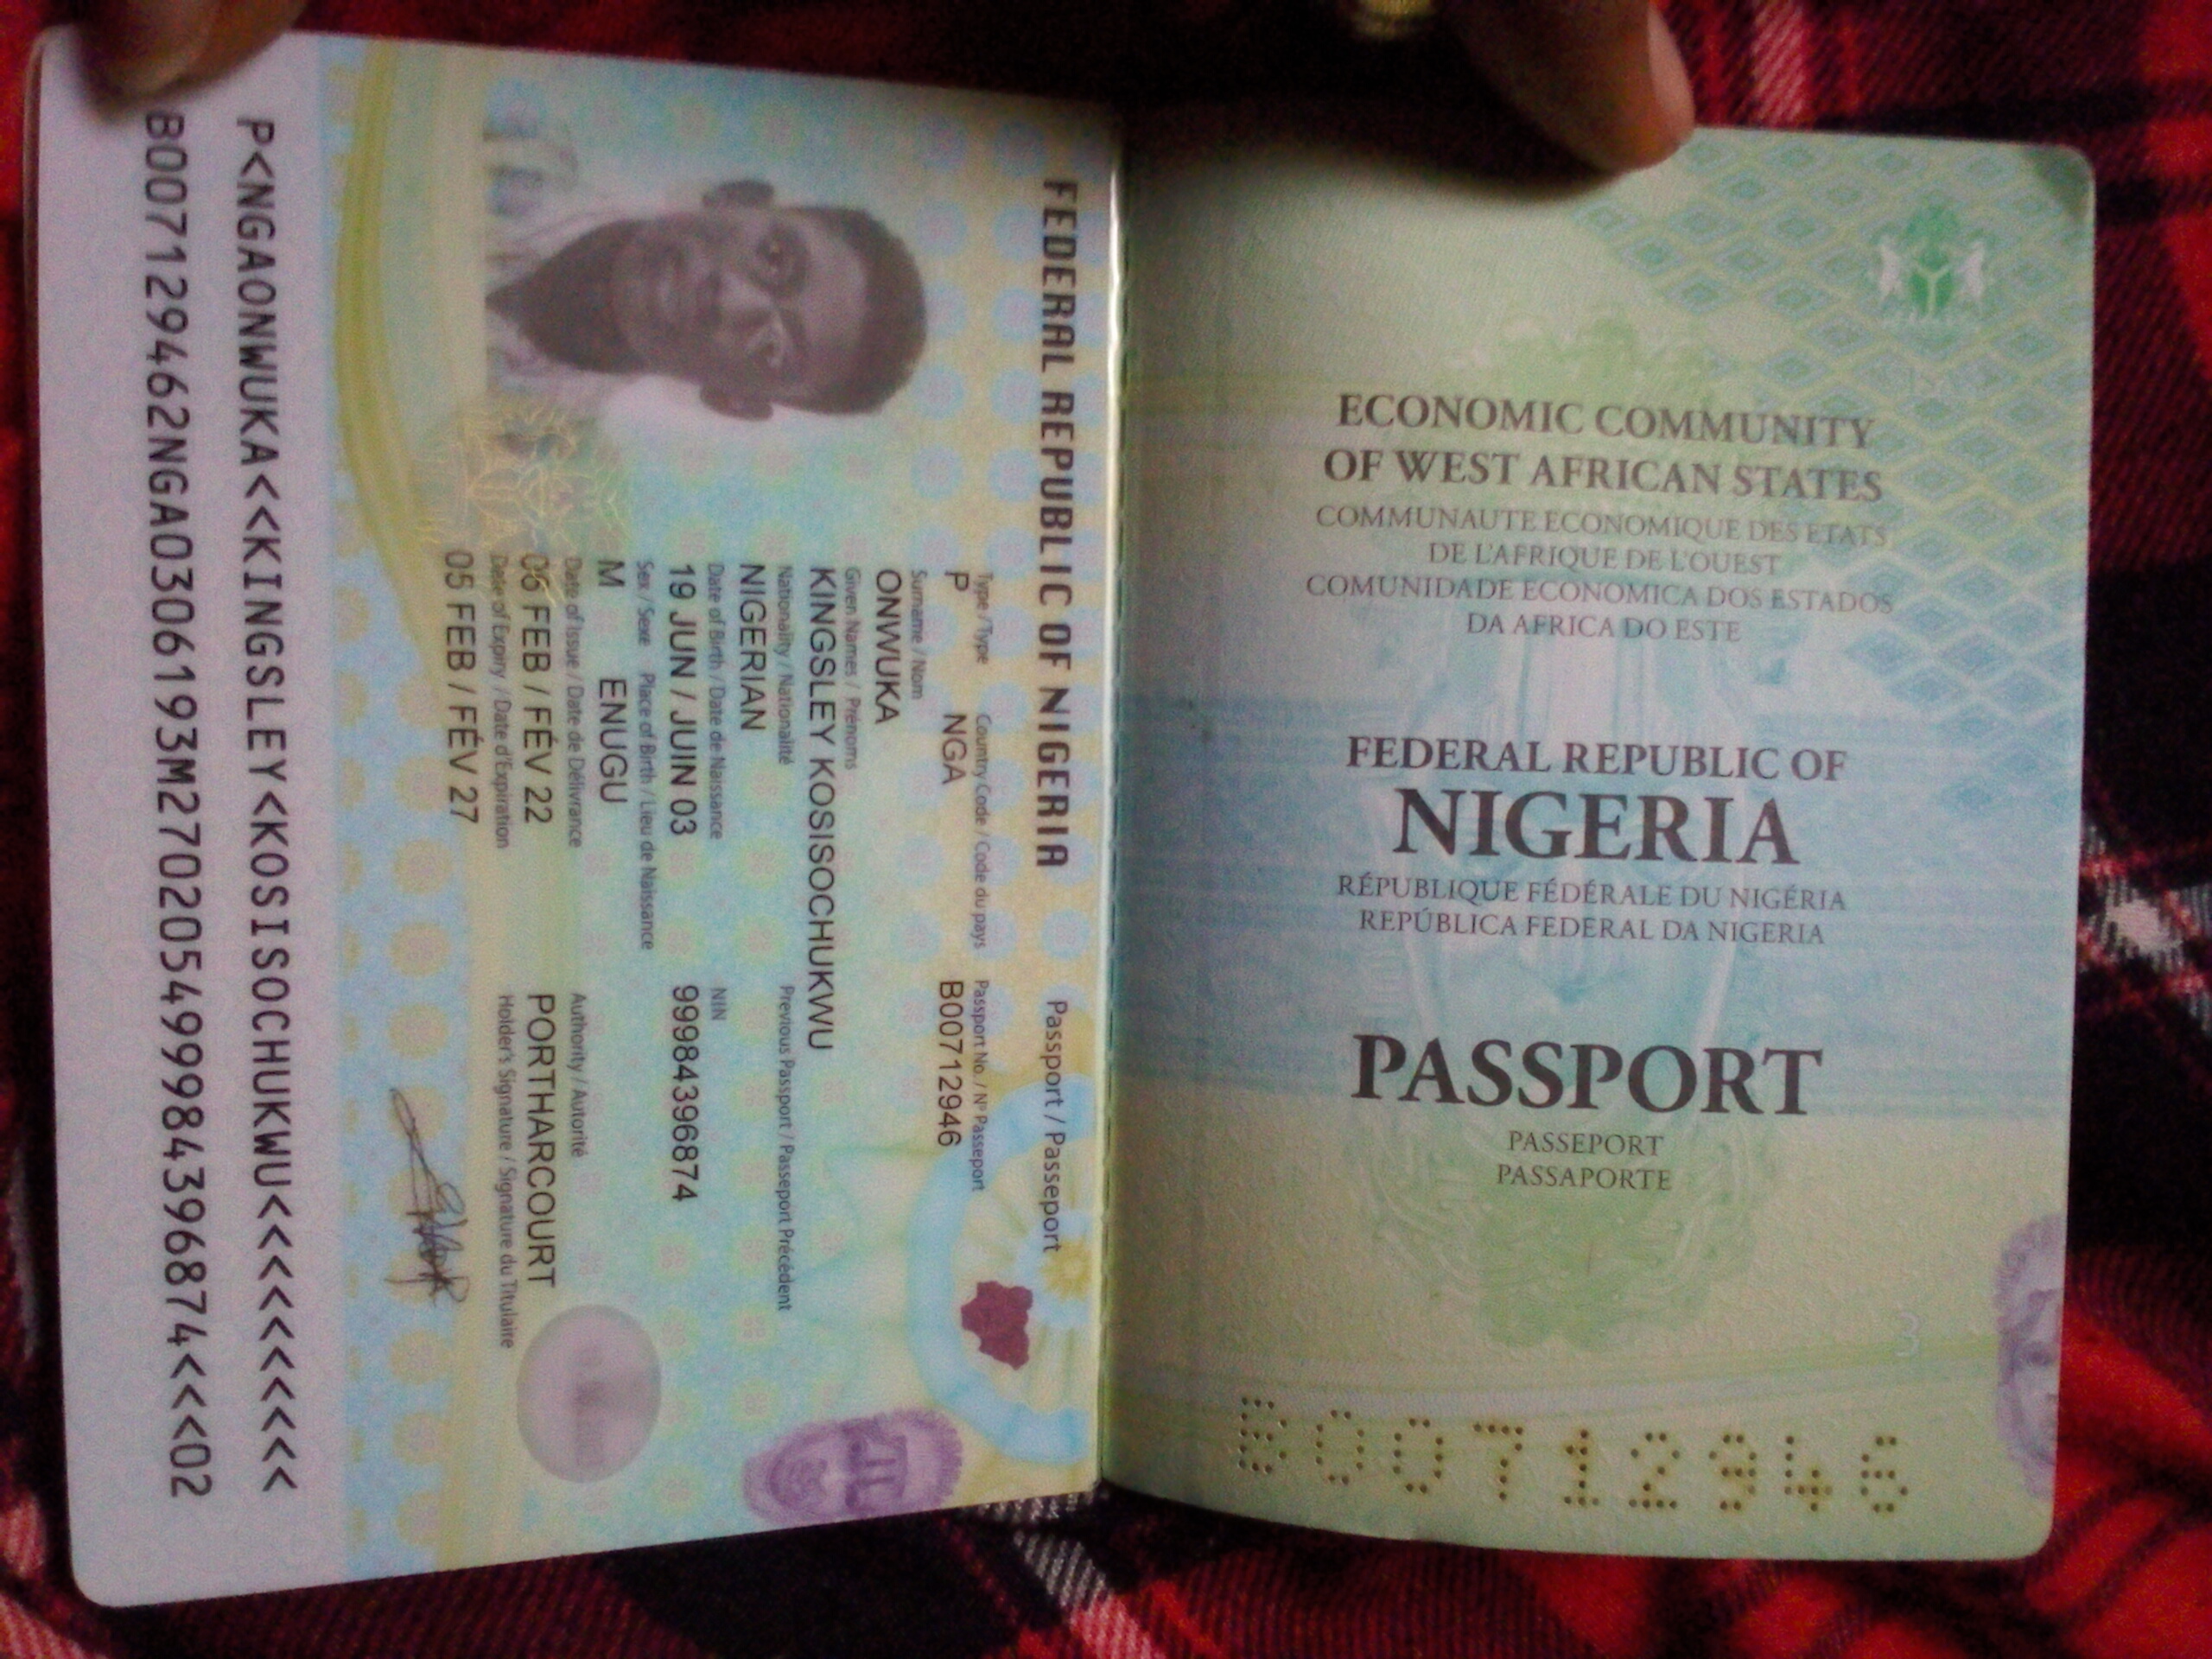 FEDERAL REPUBLIC OF NIGERIA
Passport / Passeport
Type / Type
Country Code / Code du pays
Passport No. / Nº Passeport
P
NGA
B00712946
Surname / Nom
ONWUKA
Given Names / Prénoms
KINGSLEY KOSISOCHUKWU
Nationality / Nationalité
Previous Passport / Passeport Précédent
NIGERIAN
Date of Birth / Date de Naissance
NIN
19 JUN / JUIN 03
99984396874
Sex / Sexe
Place of Birth / Lieu de Naissance
M
ENUGU
Date of Issue / Date de Délivrance
Authority / Autorité
06 FEB / FÉV 22
PORTHARCOURT
Date of Expiry / Date d'Expiration
Holder's Signature / Signature du Titulaire
05 FEB / FÉV 27
P<NGAONWUKA<<KINGSLEY<KOSISOCHUKWU<<<<<<<<<<
B007129462NGA0306193M270205499984396874<<<02
ECONOMIC COMMUNITY
OF WEST AFRICAN STATES
COMMUNAUTE ECONOMIQUE DES ETATS
DE L'AFRIQUE DE L'OUEST
COMUNIDADE ECONOMICA DOS ESTADOS
DA AFRICA DO ESTE
FEDERAL REPUBLIC OF
NIGERIA
RÉPUBLIQUE FÉDÉRALE DU NIGÉRIA
REPÚBLICA FEDERAL DA NIGERIA
PASSPORT
PASSEPORT
PASSAPORTE
B00712946